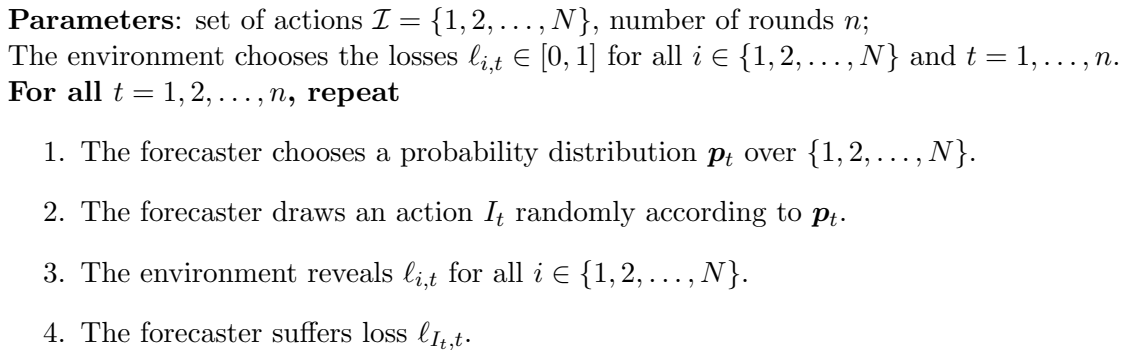 Parameters: set of actions 𝓘 = {1, 2, . . . , N}, number of rounds n;
The environment chooses the losses ℓ_{i,t} ∈ [0, 1] for all i ∈ {1, 2, . . . , N} and t = 1, . . . , n.
For all t = 1, 2, . . . , n, repeat
1. The forecaster chooses a probability distribution p_t over {1, 2, . . . , N}.
2. The forecaster draws an action I_t randomly according to p_t.
3. The environment reveals ℓ_{i,t} for all i ∈ {1, 2, . . . , N}.
4. The forecaster suffers loss ℓ_{I_t,t}.